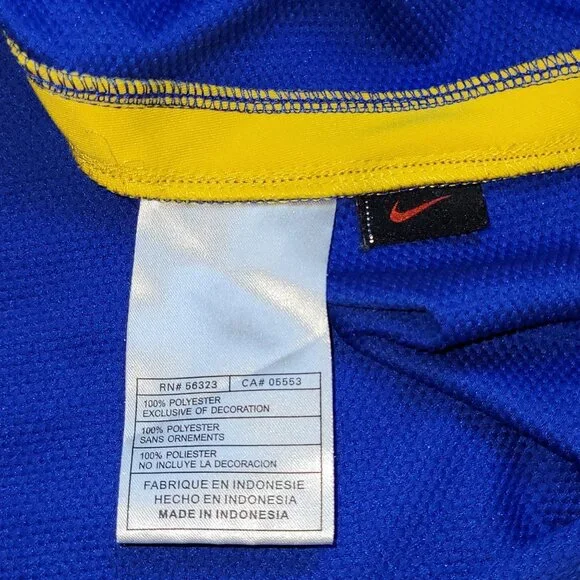 RN# 56323 CA# 05553
100% POLYESTER
EXCLUSIVE OF DECORATION
100% POLYESTER
SANS ORNEMENTS
100% POLIESTER
NO INCLUYE LA DECORACION
FABRIQUE EN INDONESIE
HECHO EN INDONESIA
MADE IN INDONESIA